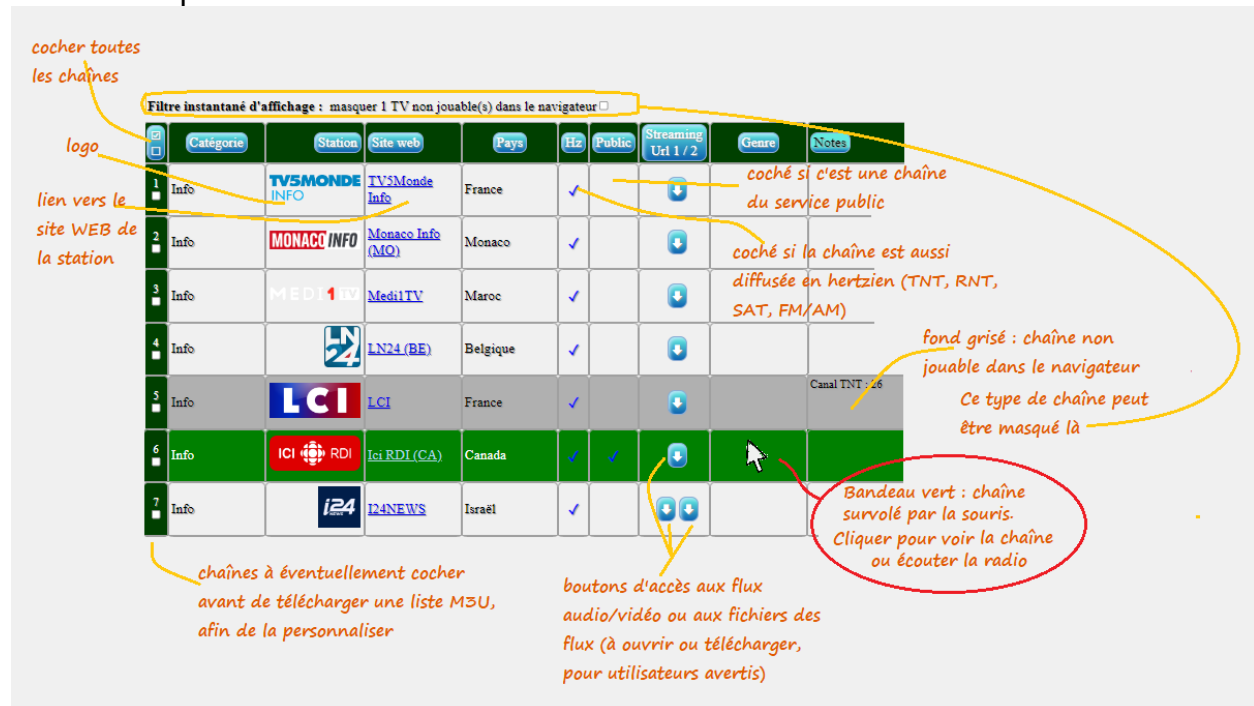 cocher toutes
les chaînes
Filtre instantané d'affichage : masquer 1 TV non jouable(s) dans le navigateur
logo
Catégorie Station Site web Pays Hz Public Streaming Url 1 / 2 Genre Notes
1 Info TV5MONDE INFO TV5Monde Info France
coché si c'est une chaîne
du service public
lien vers le
site WEB de
la station
2 Info MONACO INFO Monaco Info (MO) Monaco
coché si la chaîne est aussi
diffusée en hertzien (TNT, RNT,
SAT, FM/AM)
3 Info MEDI1TV Medi1TV Maroc
4 Info LN24 LN24 (BE) Belgique
fond grisé : chaîne non
jouable dans le navigateur
Ce type de chaîne peut
être masqué là
5 Info LCI LCI France Canal TNT : 26
6 Info ICI RDI Ici RDI (CA) Canada
Bandeau vert : chaîne
survolé par la souris.
Cliquer pour voir la chaîne
ou écouter la radio
7 Info i24 NEWS I24NEWS Israël
chaînes à éventuellement cocher
avant de télécharger une liste M3U,
afin de la personnaliser
boutons d'accès aux flux
audio/vidéo ou aux fichiers des
flux (à ouvrir ou télécharger,
pour utilisateurs avertis)